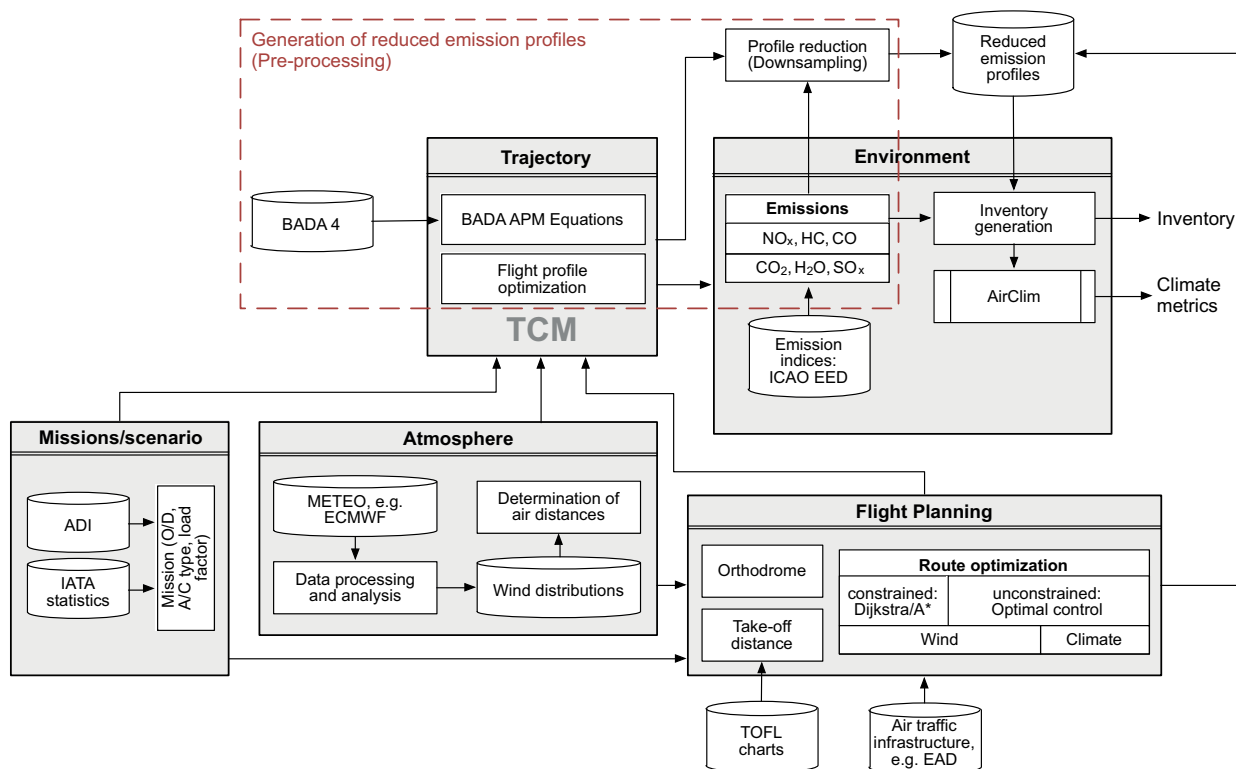 Generation of reduced emission profiles
(Pre-processing)
Profile reduction
(Downsampling)
Reduced
emission
profiles
Trajectory
BADA 4
BADA APM Equations
Flight profile
optimization
TCM
Environment
Emissions
NOx, HC, CO
CO2, H2O, SOx
Emission
indices:
ICAO EED
Inventory
generation
AirClim
Inventory
Climate
metrics
Missions/scenario
ADI
IATA
statistics
Mission (O/D,
A/C type, load
factor)
Atmosphere
METEO, e.g.
ECMWF
Data processing
and analysis
Determination of
air distances
Wind distributions
Flight Planning
Orthodrome
Take-off
distance
Route optimization
constrained:
Dijkstra/A*
unconstrained:
Optimal control
Wind
Climate
TOFL
charts
Air traffic
infrastructure,
e.g. EAD